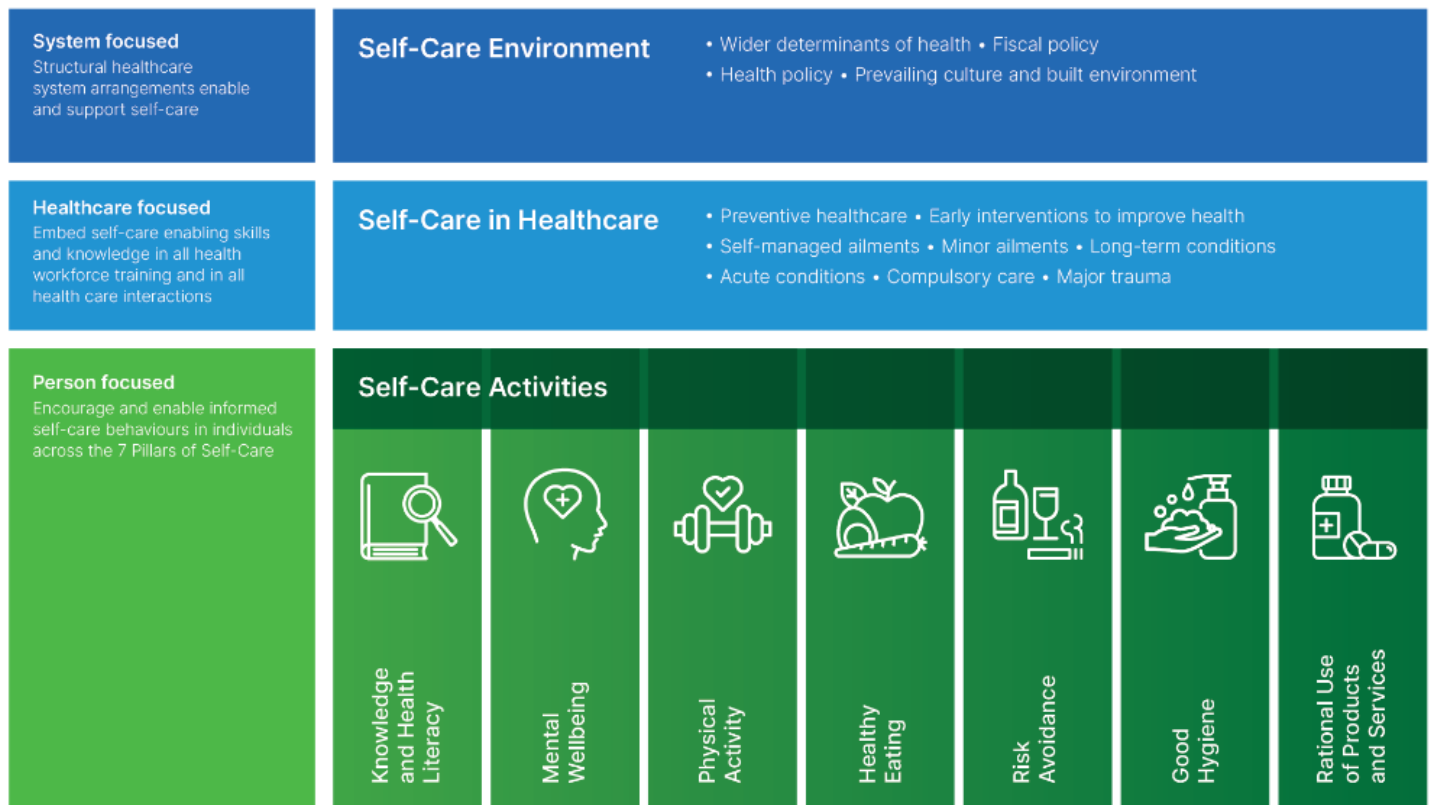 System focused
Structural healthcare
system arrangements enable
and support self-care
Self-Care Environment
• Wider determinants of health • Fiscal policy
• Health policy • Prevailing culture and built environment
Healthcare focused
Embed self-care enabling skills
and knowledge in all health
workforce training and in all
health care interactions
Self-Care in Healthcare
• Preventive healthcare • Early interventions to improve health
• Self-managed ailments • Minor ailments • Long-term conditions
• Acute conditions • Compulsory care • Major trauma
Person focused
Encourage and enable informed
self-care behaviours in individuals
across the 7 Pillars of Self-Care
Self-Care Activities
Knowledge
and Health
Literacy
Mental
Wellbeing
Physical
Activity
Healthy
Eating
Risk
Avoidance
Good
Hygiene
Rational Use
of Products
and Services